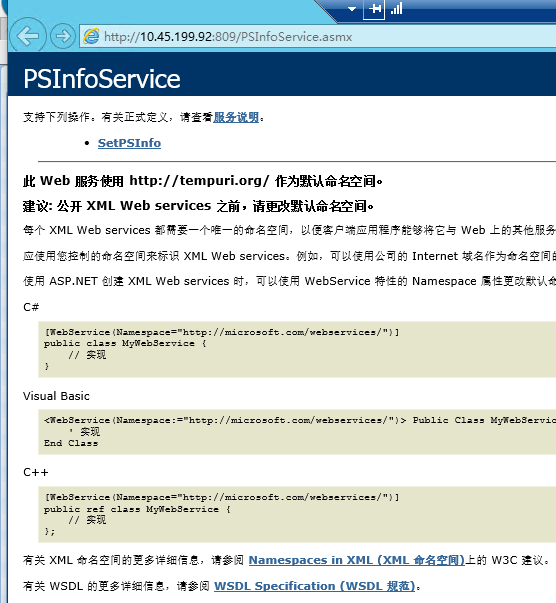 http://10.45.199.92:809/PSInfoService.asmx
PSInfoService
支持下列操作。有关正式定义，请查看服务说明。
• SetPSInfo
此 Web 服务使用 http://tempuri.org/ 作为默认命名空间。
建议: 公开 XML Web services 之前，请更改默认命名空间。
每个 XML Web services 都需要一个唯一的命名空间，以便客户端应用程序能够将它与 Web 上的其他服务
应使用您控制的命名空间来标识 XML Web services。例如，可以使用公司的 Internet 域名作为命名空间的
使用 ASP.NET 创建 XML Web services 时，可以使用 WebService 特性的 Namespace 属性更改默认命
C#
[WebService(Namespace="http://microsoft.com/webservices/")]
public class MyWebService {
// 实现
}
Visual Basic
<WebService(Namespace:="http://microsoft.com/webservices/")> Public Class MyWebServic
' 实现
End Class
C++
[WebService(Namespace="http://microsoft.com/webservices/")]
public ref class MyWebService {
// 实现
};
有关 XML 命名空间的更多详细信息，请参阅 Namespaces in XML (XML 命名空间)上的 W3C 建议。
有关 WSDL 的更多详细信息，请参阅 WSDL Specification (WSDL 规范)。